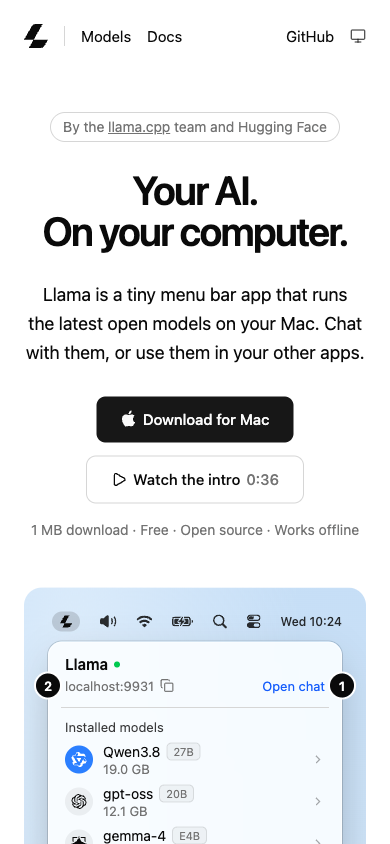 Models Docs GitHub
By the llama.cpp team and Hugging Face
Your AI.
On your computer.
Llama is a tiny menu bar app that runs
the latest open models on your Mac. Chat
with them, or use them in your other apps.
Download for Mac
Watch the intro 0:36
1 MB download · Free · Open source · Works offline
Wed 10:24
Llama
2 localhost:9931 Open chat 1
Installed models
Qwen3.8 27B
19.0 GB
gpt-oss 20B
12.1 GB
gemma-4 E4B